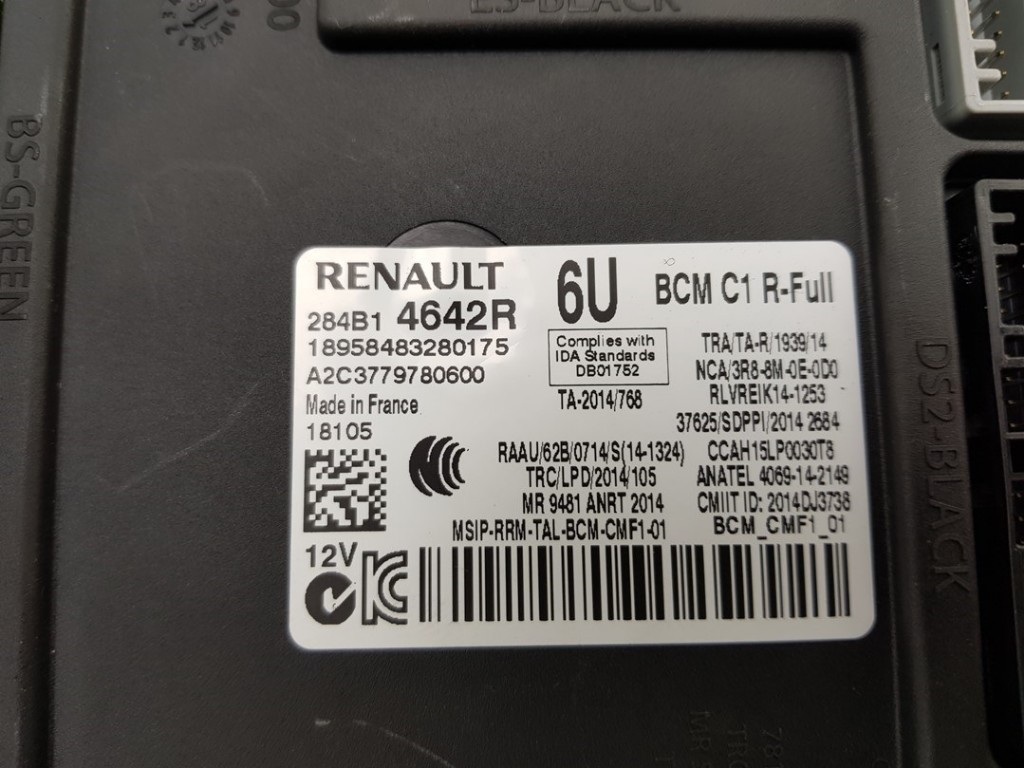 ES-BLACK
BS-GREEN
RENAULT
6U
BCM C1 R-Full
284B1 4642R
18958483280175
A2C3779780600
Made in France
18105
Complies with
IDA Standards
DB01752
TA-2014/768
TRA/TA-R/1939/14
NCA/3R8-8M-0E-0D0
RLVREIK14-1253
37625/SDPPI/2014 2684
RAAU/62B/0714/S(14-1324)
CCAH15LP0030T8
TRC/LPD/2014/105
ANATEL 4069-14-2149
MR 9481 ANRT 2014
CMIIT ID: 2014DJ3738
MSIP-RRM-TAL-BCM-CMF1-01
BCM_CMF1_01
12V
DS2-BLACK